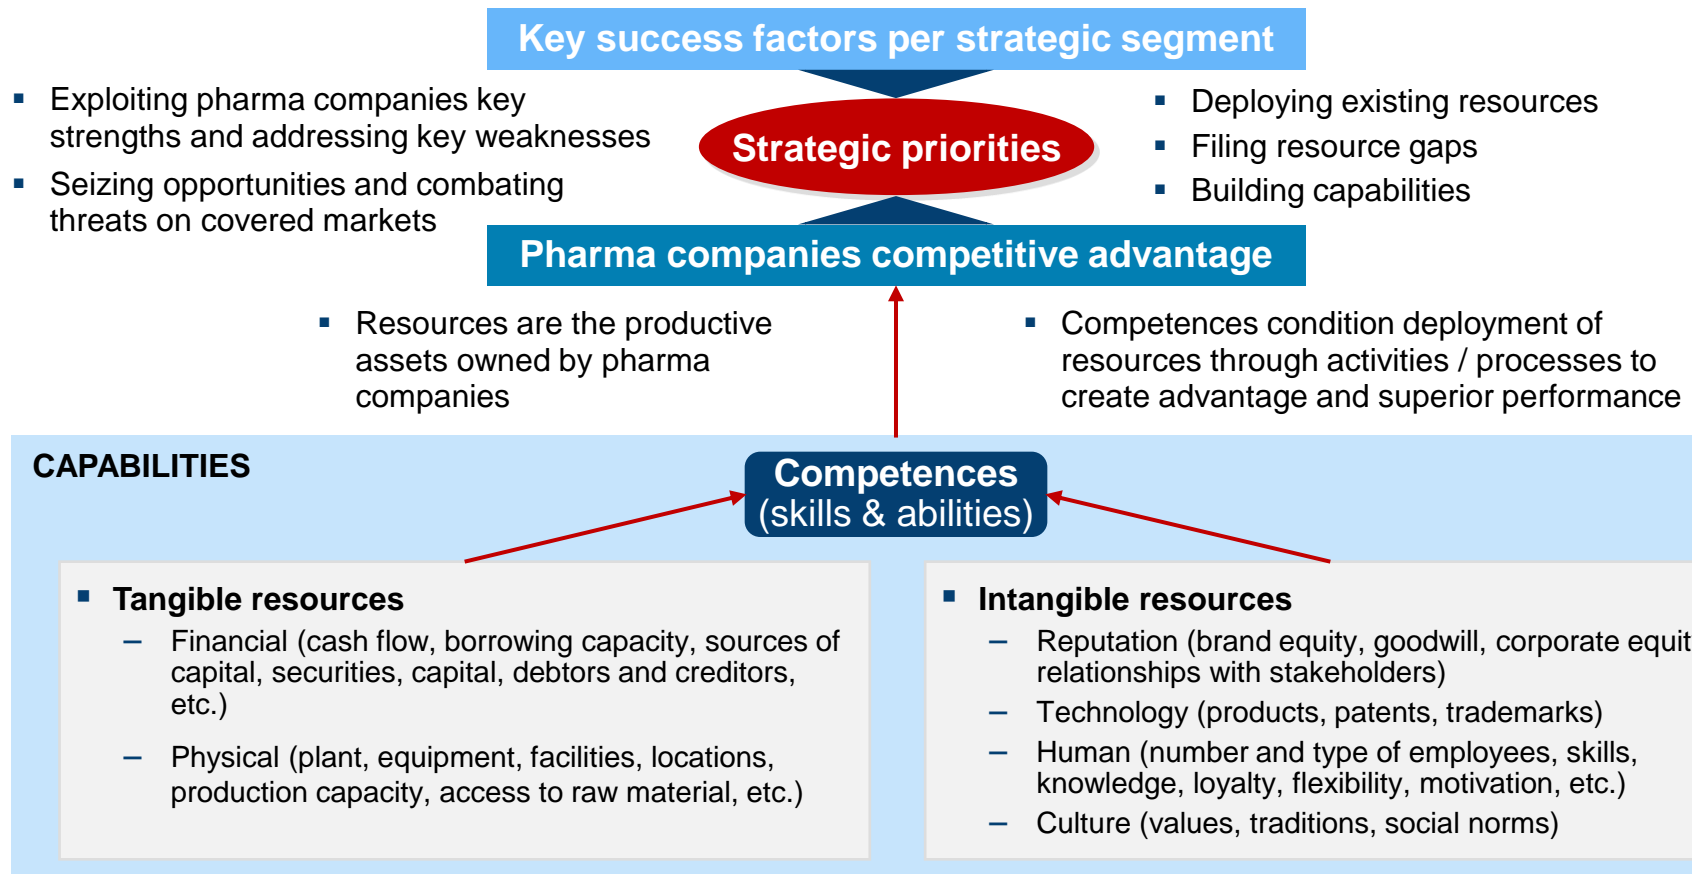 Key success factors per strategic segment
▪ Exploiting pharma companies key
strengths and addressing key weaknesses
▪ Seizing opportunities and combating
threats on covered markets
Strategic priorities
▪ Deploying existing resources
▪ Filing resource gaps
▪ Building capabilities
Pharma companies competitive advantage
▪ Resources are the productive
assets owned by pharma
companies
▪ Competences condition deployment of
resources through activities / processes to
create advantage and superior performance
CAPABILITIES
Competences
(skills & abilities)
▪ Tangible resources
– Financial (cash flow, borrowing capacity, sources of
capital, securities, capital, debtors and creditors,
etc.)
– Physical (plant, equipment, facilities, locations,
production capacity, access to raw material, etc.)
▪ Intangible resources
– Reputation (brand equity, goodwill, corporate equit
relationships with stakeholders)
– Technology (products, patents, trademarks)
– Human (number and type of employees, skills,
knowledge, loyalty, flexibility, motivation, etc.)
– Culture (values, traditions, social norms)